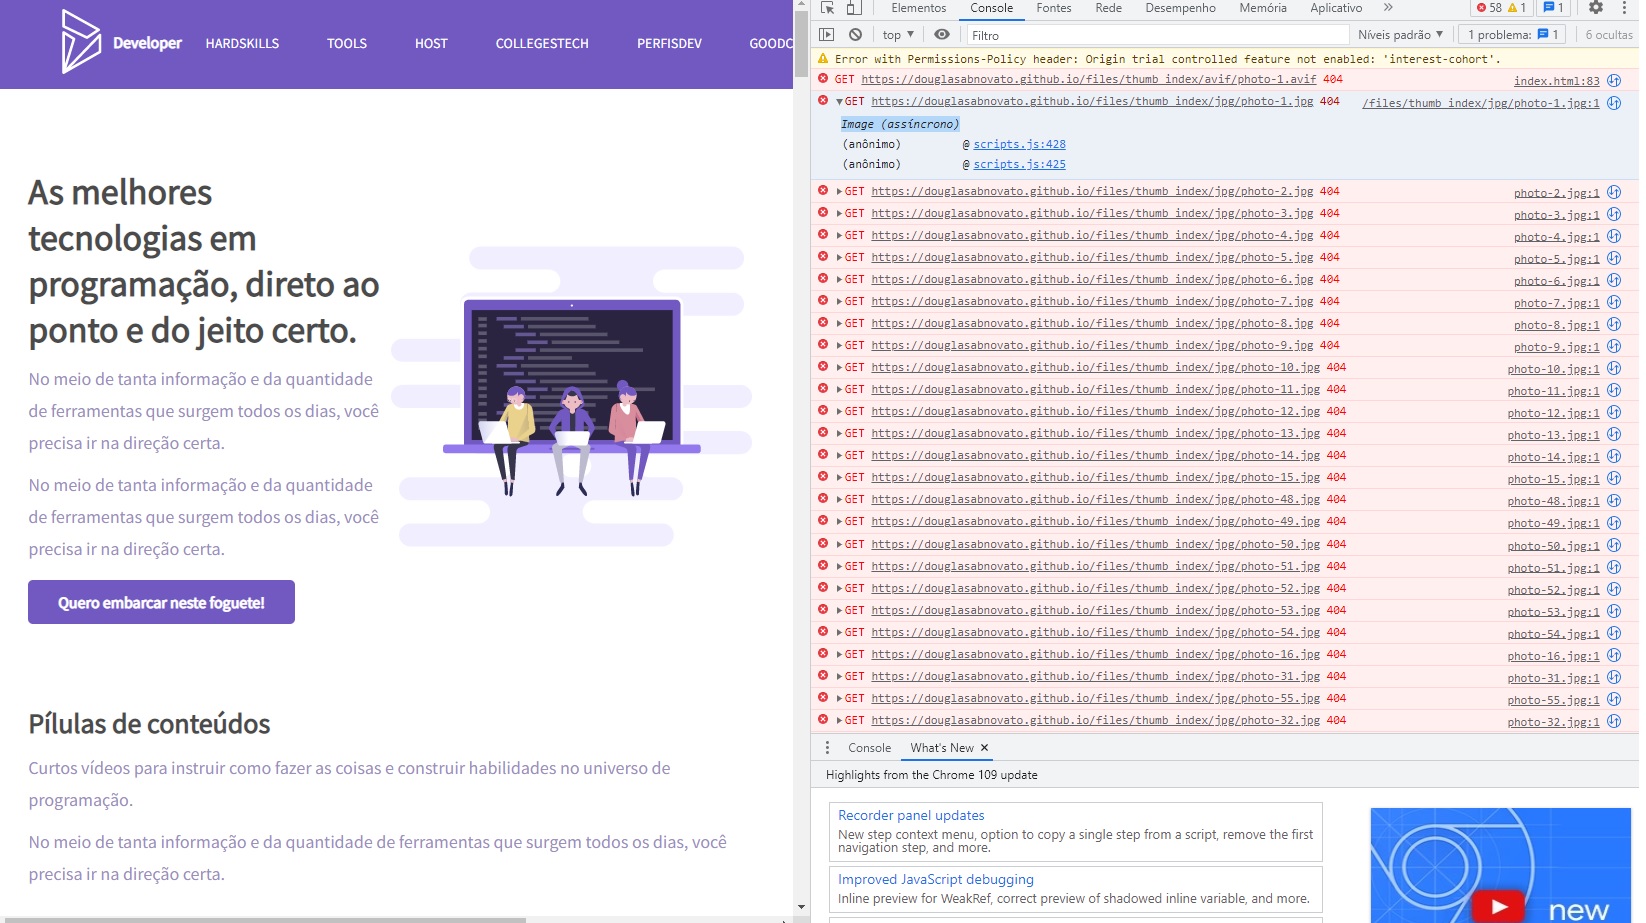 Developer HARDSKILLS TOOLS HOST COLLEGESTECH PERFISDEV GOODC
As melhores
tecnologias em
programação, direto ao
ponto e do jeito certo.
No meio de tanta informação e da quantidade
de ferramentas que surgem todos os dias, você
precisa ir na direção certa.
No meio de tanta informação e da quantidade
de ferramentas que surgem todos os dias, você
precisa ir na direção certa.
Quero embarcar neste foguete!
Pílulas de conteúdos
Curtos vídeos para instruir como fazer as coisas e construir habilidades no universo de
programação.
No meio de tanta informação e da quantidade de ferramentas que surgem todos os dias, você
precisa ir na direção certa.
Elementos Console Fontes Rede Desempenho Memória Aplicativo 58 1 1
top Filtro Níveis padrão 1 problema: 1 6 ocultas
Error with Permissions-Policy header: Origin trial controlled feature not enabled: 'interest-cohort'.
GET https://douglasabnovato.github.io/files/thumb_index/avif/photo-1.avif 404 index.html:83
GET https://douglasabnovato.github.io/files/thumb_index/jpg/photo-1.jpg 404 /files/thumb_index/jpg/photo-1.jpg:1
Image (assíncrono)
(anônimo) @ scripts.js:428
(anônimo) @ scripts.js:425
GET https://douglasabnovato.github.io/files/thumb_index/jpg/photo-2.jpg 404 photo-2.jpg:1
GET https://douglasabnovato.github.io/files/thumb_index/jpg/photo-3.jpg 404 photo-3.jpg:1
GET https://douglasabnovato.github.io/files/thumb_index/jpg/photo-4.jpg 404 photo-4.jpg:1
GET https://douglasabnovato.github.io/files/thumb_index/jpg/photo-5.jpg 404 photo-5.jpg:1
GET https://douglasabnovato.github.io/files/thumb_index/jpg/photo-6.jpg 404 photo-6.jpg:1
GET https://douglasabnovato.github.io/files/thumb_index/jpg/photo-7.jpg 404 photo-7.jpg:1
GET https://douglasabnovato.github.io/files/thumb_index/jpg/photo-8.jpg 404 photo-8.jpg:1
GET https://douglasabnovato.github.io/files/thumb_index/jpg/photo-9.jpg 404 photo-9.jpg:1
GET https://douglasabnovato.github.io/files/thumb_index/jpg/photo-10.jpg 404 photo-10.jpg:1
GET https://douglasabnovato.github.io/files/thumb_index/jpg/photo-11.jpg 404 photo-11.jpg:1
GET https://douglasabnovato.github.io/files/thumb_index/jpg/photo-12.jpg 404 photo-12.jpg:1
GET https://douglasabnovato.github.io/files/thumb_index/jpg/photo-13.jpg 404 photo-13.jpg:1
GET https://douglasabnovato.github.io/files/thumb_index/jpg/photo-14.jpg 404 photo-14.jpg:1
GET https://douglasabnovato.github.io/files/thumb_index/jpg/photo-15.jpg 404 photo-15.jpg:1
GET https://douglasabnovato.github.io/files/thumb_index/jpg/photo-48.jpg 404 photo-48.jpg:1
GET https://douglasabnovato.github.io/files/thumb_index/jpg/photo-49.jpg 404 photo-49.jpg:1
GET https://douglasabnovato.github.io/files/thumb_index/jpg/photo-50.jpg 404 photo-50.jpg:1
GET https://douglasabnovato.github.io/files/thumb_index/jpg/photo-51.jpg 404 photo-51.jpg:1
GET https://douglasabnovato.github.io/files/thumb_index/jpg/photo-52.jpg 404 photo-52.jpg:1
GET https://douglasabnovato.github.io/files/thumb_index/jpg/photo-53.jpg 404 photo-53.jpg:1
GET https://douglasabnovato.github.io/files/thumb_index/jpg/photo-54.jpg 404 photo-54.jpg:1
GET https://douglasabnovato.github.io/files/thumb_index/jpg/photo-16.jpg 404 photo-16.jpg:1
GET https://douglasabnovato.github.io/files/thumb_index/jpg/photo-31.jpg 404 photo-31.jpg:1
GET https://douglasabnovato.github.io/files/thumb_index/jpg/photo-55.jpg 404 photo-55.jpg:1
GET https://douglasabnovato.github.io/files/thumb_index/jpg/photo-32.jpg 404 photo-32.jpg:1
Console What's New
Highlights from the Chrome 109 update
Recorder panel updates
New step context menu, option to copy a single step from a script, remove the first
navigation step, and more.
Improved JavaScript debugging
Inline preview for WeakRef, correct preview of shadowed inline variable, and more.
new